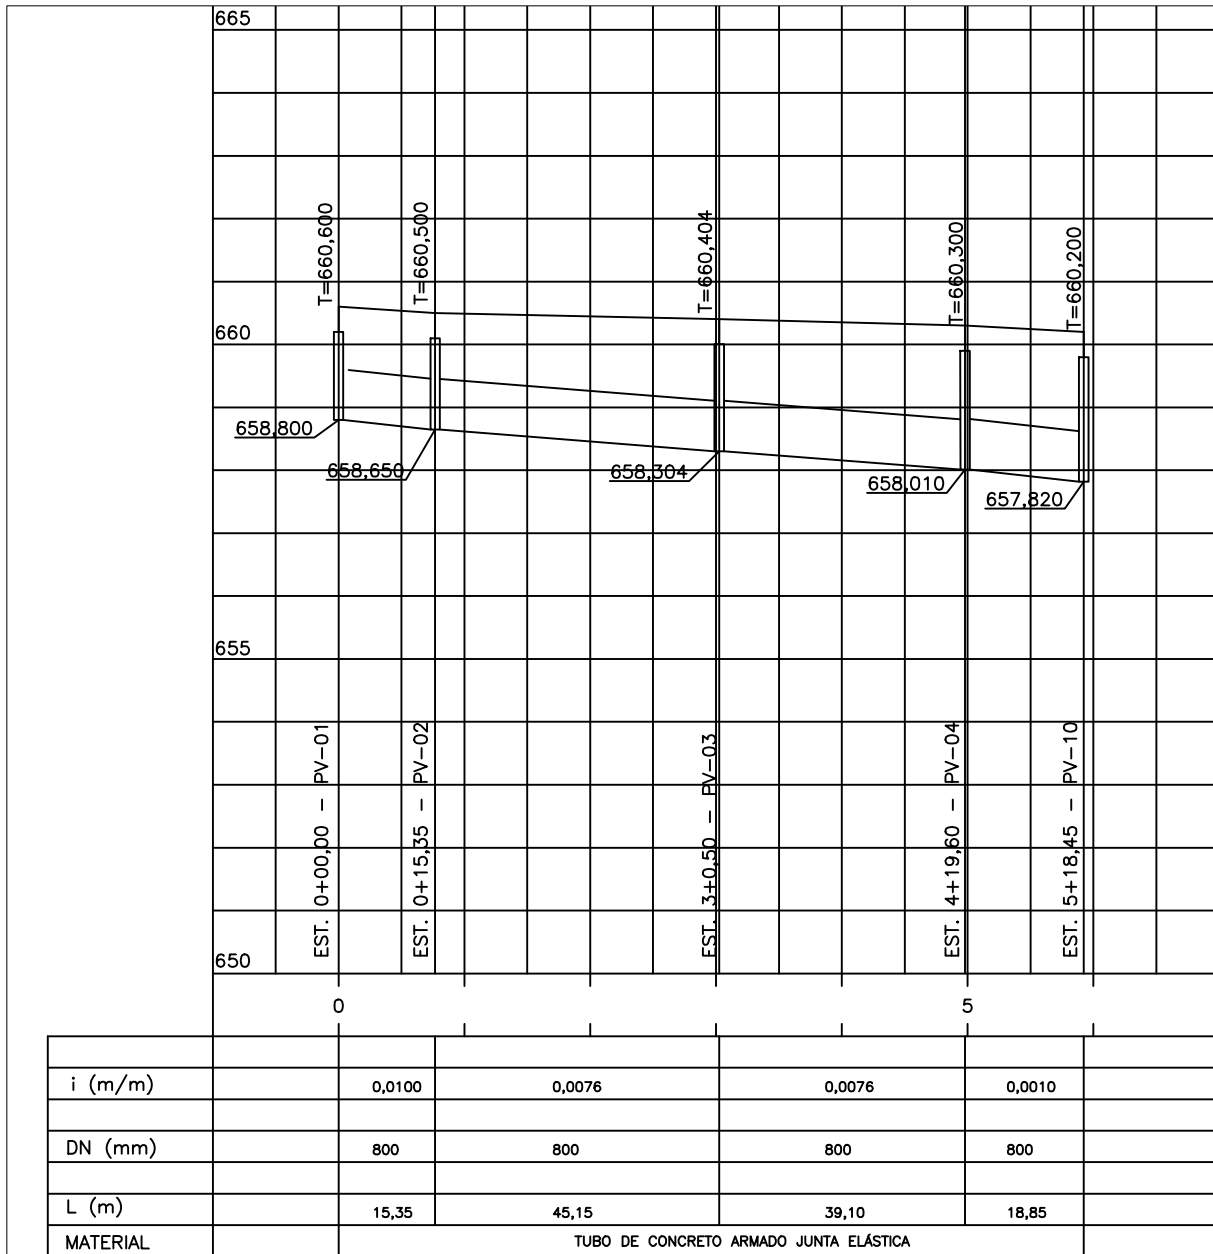 665
T=660,600
T=660,500
T=660,404
T=660,300
T=660,200
660
658,800
658,650
658,304
658,010
657,820
655
EST. 0+00,00 – PV–01
EST. 0+15,35 – PV–02
EST. 3+0,50 – PV–03
EST. 4+19,60 – PV–04
EST. 5+18,45 – PV–10
650
0 5
i (m/m) 0,0100 0,0076 0,0076 0,0010
DN (mm) 800 800 800 800
L (m) 15,35 45,15 39,10 18,85
MATERIAL TUBO DE CONCRETO ARMADO JUNTA ELÁSTICA